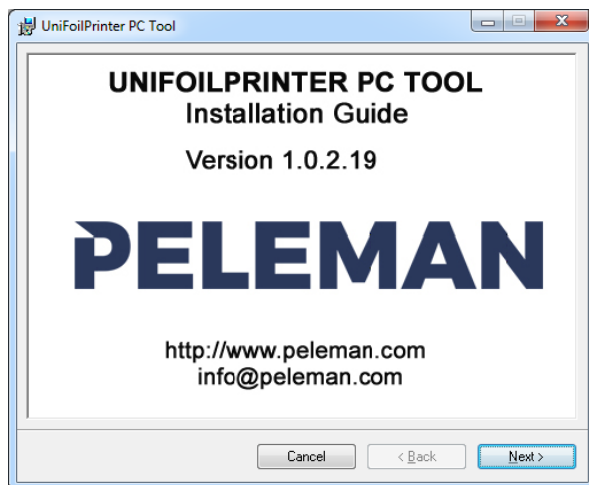 UniFoilPrinter PC Tool
UNIFOILPRINTER PC TOOL
Installation Guide
Version 1.0.2.19
PELEMAN
http://www.peleman.com
info@peleman.com
Cancel
< Back
Next >